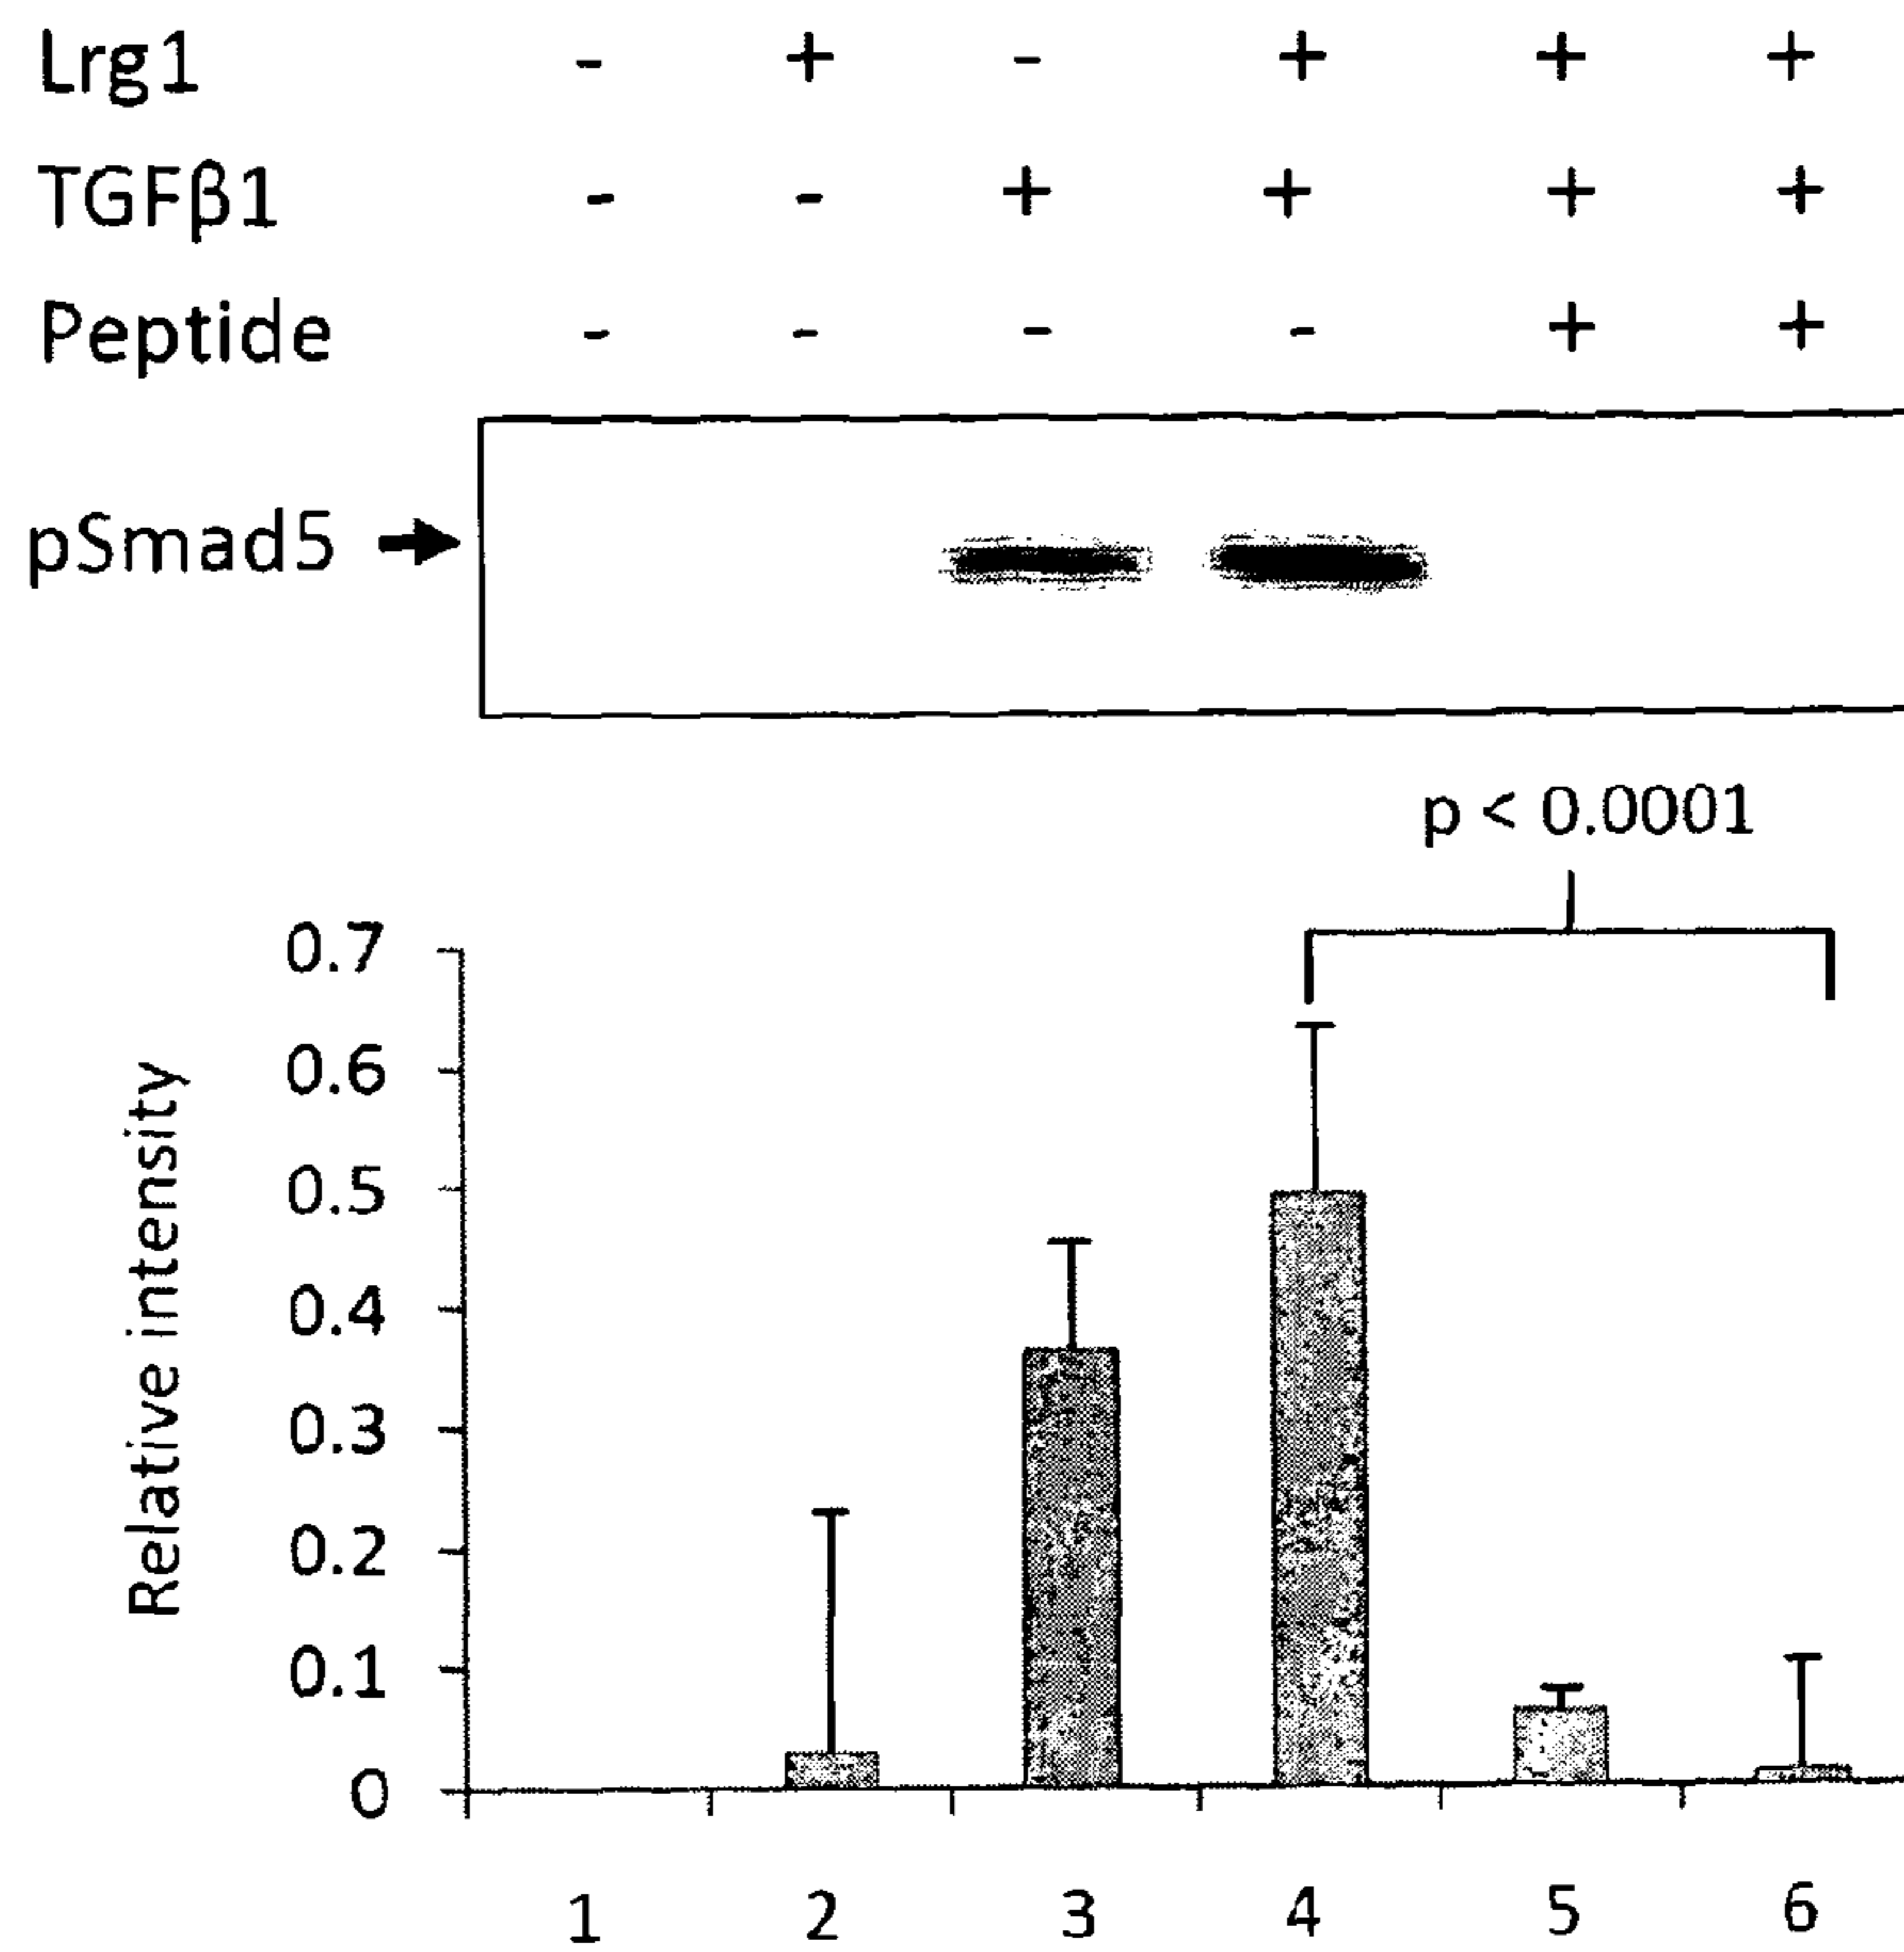 Lrg1 - + - + + +
TGFβ1 - - + + + +
Peptide - - - - + +
pSmad5
p < 0.0001
0.7
0.6
0.5
0.4
0.3
0.2
0.1
0
Relative intensity
1 2 3 4 5 6